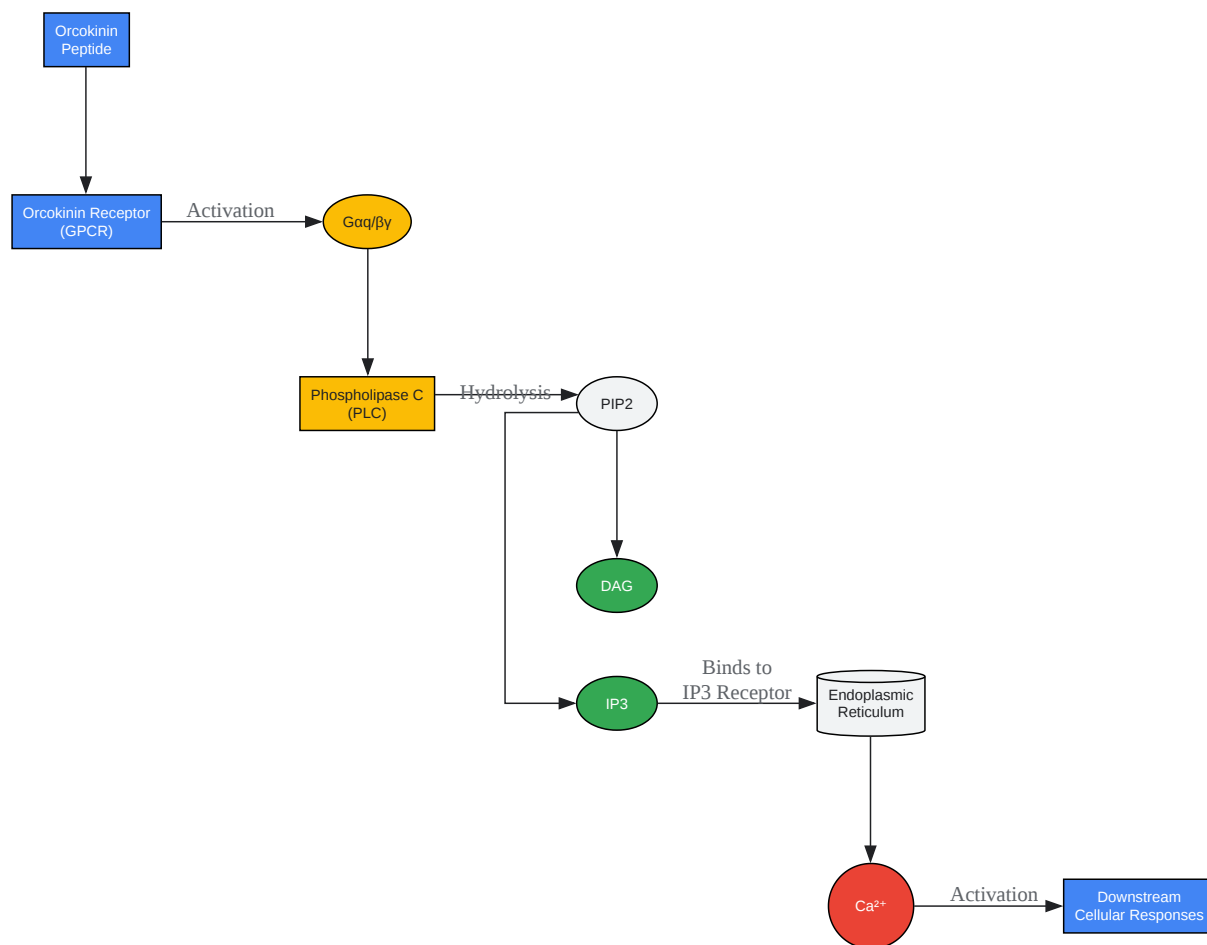 Orcokinin
Peptide
Orcokinin Receptor
(GPCR)
Activation
Gαq/βγ
Phospholipase C
(PLC)
Hydrolysis
PIP2
DAG
IP3
Binds to
IP3 Receptor
Endoplasmic
Reticulum
Ca²⁺
Activation
Downstream
Cellular Responses